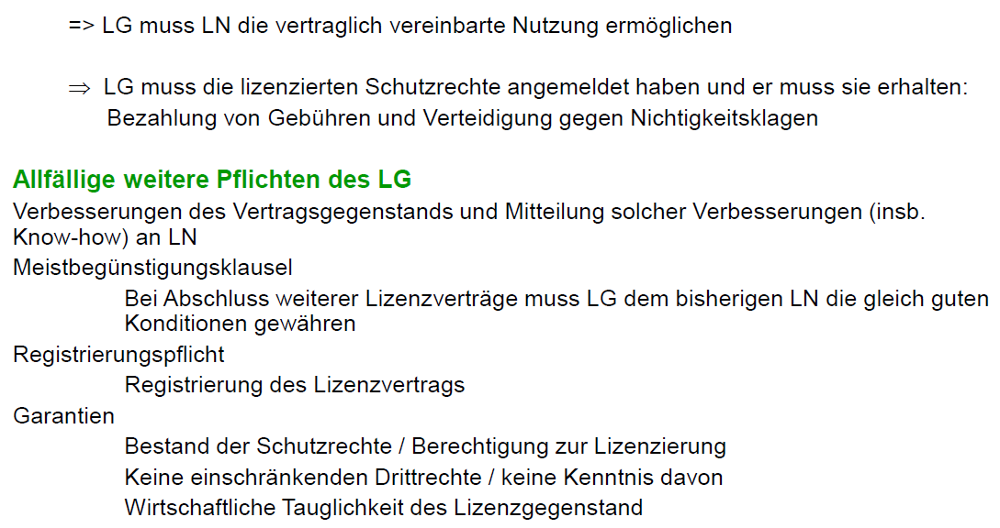 => LG muss LN die vertraglich vereinbarte Nutzung ermöglichen
⇒ LG muss die lizenzierten Schutzrechte angemeldet haben und er muss sie erhalten:
Bezahlung von Gebühren und Verteidigung gegen Nichtigkeitsklagen
Allfällige weitere Pflichten des LG
Verbesserungen des Vertragsgegenstands und Mitteilung solcher Verbesserungen (insb.
Know-how) an LN
Meistbegünstigungsklausel
Bei Abschluss weiterer Lizenzverträge muss LG dem bisherigen LN die gleich guten
Konditionen gewähren
Registrierungspflicht
Registrierung des Lizenzvertrags
Garantien
Bestand der Schutzrechte / Berechtigung zur Lizenzierung
Keine einschränkenden Drittrechte / keine Kenntnis davon
Wirtschaftliche Tauglichkeit des Lizenzgegenstand